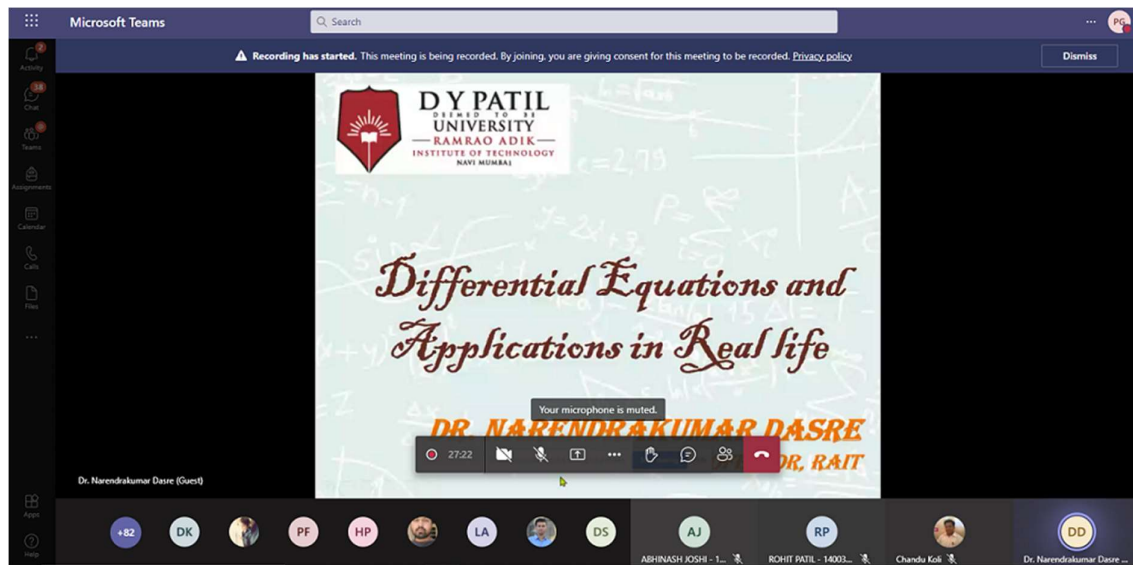 Microsoft Teams
Search
...
PG
Recording has started. This meeting is being recorded. By joining, you are giving consent for this meeting to be recorded. Privacy policy
Dismiss
2
Activity
38
Chat
Teams
Assignments
Calendar
Calls
Files
...
Apps
Help
D Y PATIL
DEEMED TO BE
UNIVERSITY
RAMRAO ADIK
INSTITUTE OF TECHNOLOGY
NAVI MUMBAI
Differential Equations and
Applications in Real life
Your microphone is muted.
DR. NARENDRAKUMAR DASRE
OR, RAIT
27:22
Dr. Narendrakumar Dasre (Guest)
+82
DK
PF
HP
LA
DS
AJ
RP
DD
ABHINASH JOSHI - 1...
ROHIT PATIL - 14003...
Chandu Koli
Dr. Narendrakumar Dasre ...